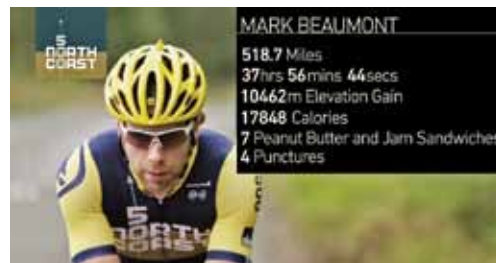 5
NORTH
COAST
MARK BEAUMONT
518.7 Miles
37hrs 56mins 44secs
10462m Elevation Gain
17848 Calories
7 Peanut Butter and Jam Sandwiches
4 Punctures
5
NORTH
COAST